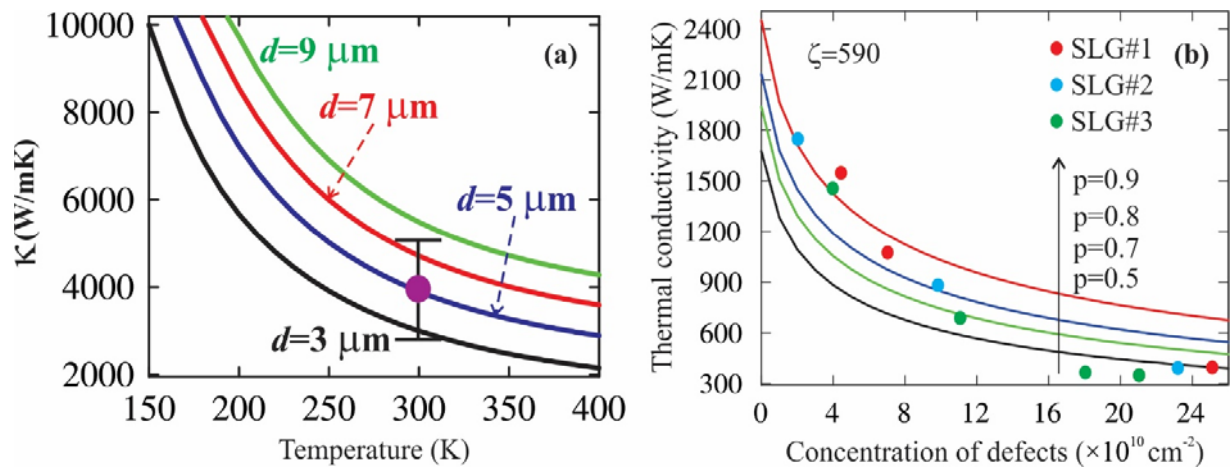 10000
8000
6000
4000
2000
κ (W/mK)
(a)
d=9 μm
d=7 μm
d=5 μm
d=3 μm
150 200 250 300 350 400
Temperature (K)
2400
2100
1800
1500
1200
900
600
300
Thermal conductivity (W/mK)
ζ=590
(b)
SLG#1
SLG#2
SLG#3
p=0.9
p=0.8
p=0.7
p=0.5
0 4 8 12 16 20 24
Concentration of defects (×10¹⁰ cm⁻²)